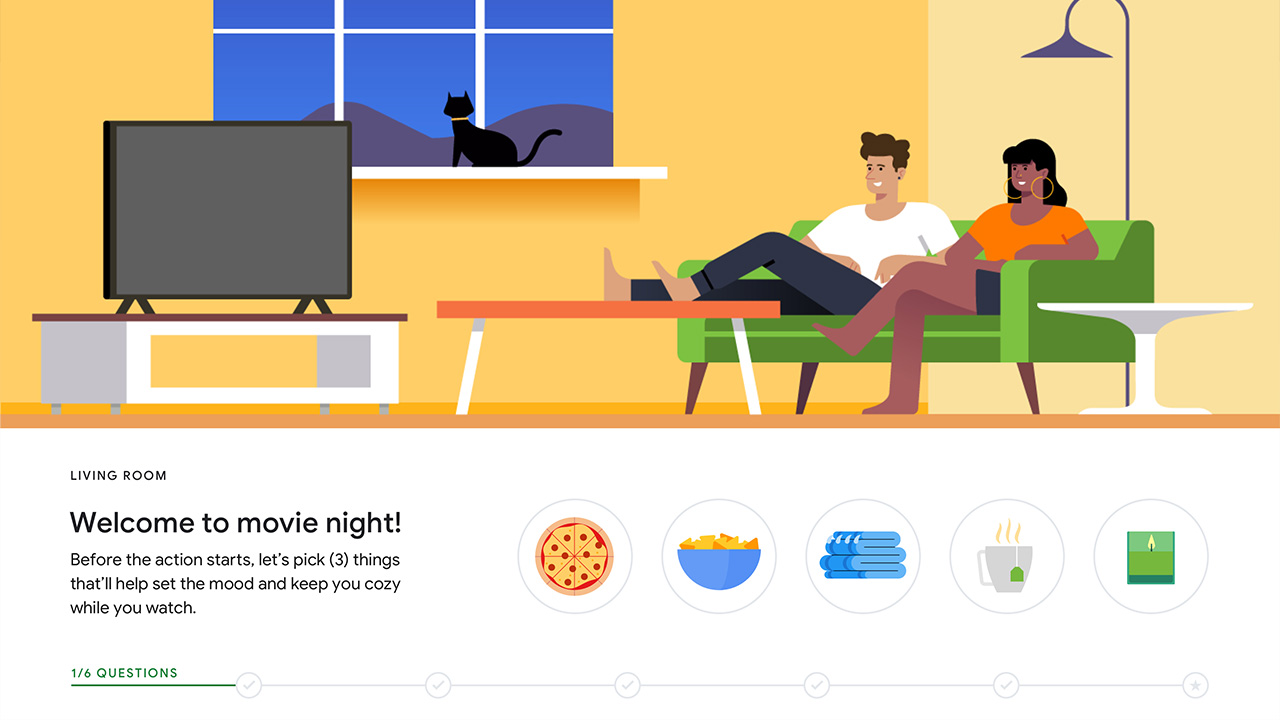 LIVING ROOM
Welcome to movie night!
Before the action starts, let’s pick (3) things
that’ll help set the mood and keep you cozy
while you watch.
1/6 QUESTIONS